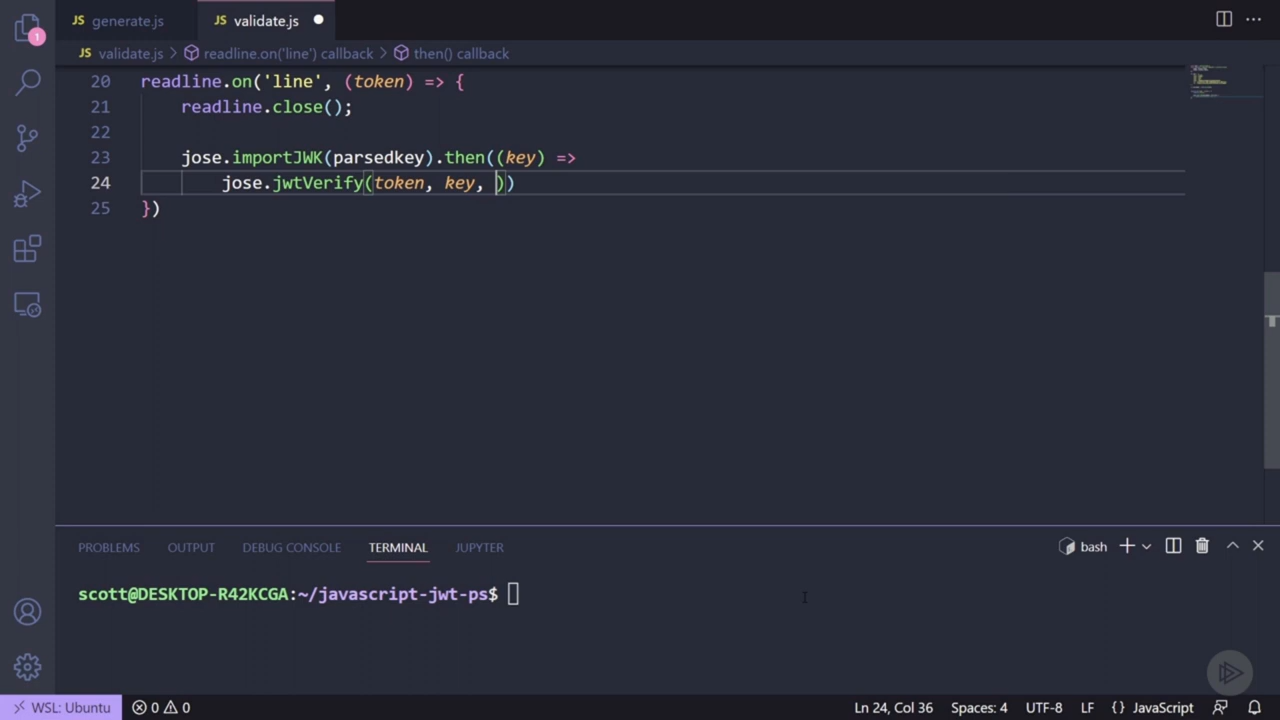 1
JS generate.js
JS validate.js
JS validate.js > readline.on('line') callback > then() callback
20 readline.on('line', (token) => {
21 readline.close();
22
23 jose.importJWK(parsedkey).then((key) =>
24 jose.jwtVerify(token, key, ))
25 })
PROBLEMS OUTPUT DEBUG CONSOLE TERMINAL JUPYTER
bash
scott@DESKTOP-R42KCGA:~/javascript-jwt-ps$
WSL: Ubuntu 0 0 Ln 24, Col 36 Spaces: 4 UTF-8 LF {} JavaScript